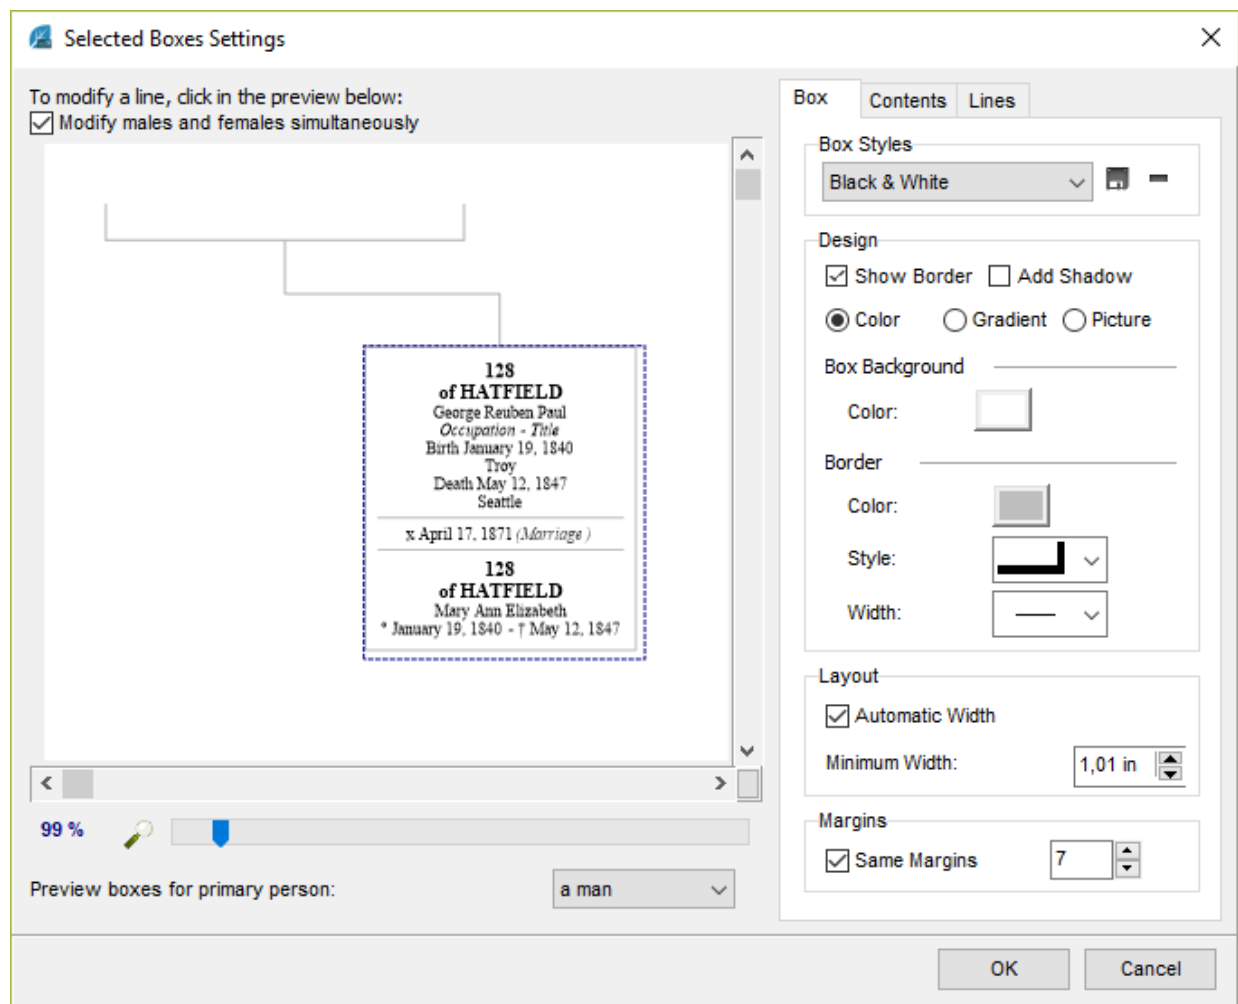 Selected Boxes Settings
To modify a line, click in the preview below:
Modify males and females simultaneously
128
of HATFIELD
George Reuben Paul
Occupation - Title
Birth January 19, 1840
Troy
Death May 12, 1847
Seattle
x April 17, 1871 (Marriage )
128
of HATFIELD
Mary Ann Elizabeth
* January 19, 1840 - † May 12, 1847
99 %
Preview boxes for primary person:
a man
Box Contents Lines
Box Styles
Black & White
Design
Show Border Add Shadow
Color Gradient Picture
Box Background
Color:
Border
Color:
Style:
Width:
Layout
Automatic Width
Minimum Width: 1,01 in
Margins
Same Margins 7
OK Cancel